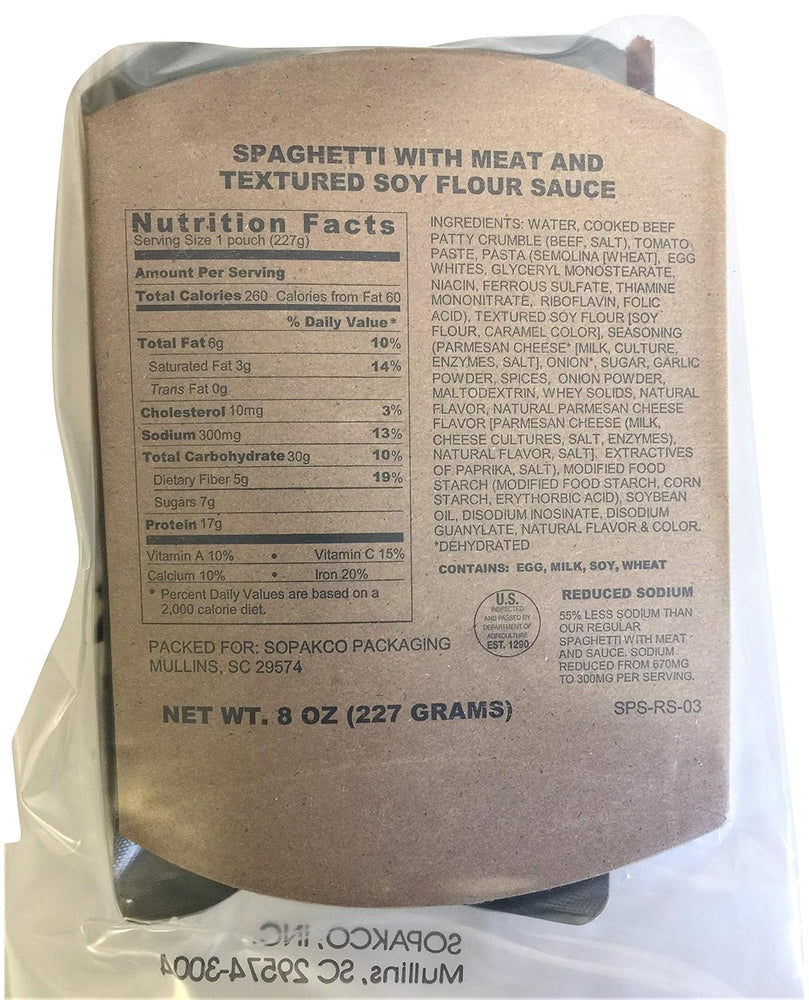 SPAGHETTI WITH MEAT AND
TEXTURED SOY FLOUR SAUCE
Nutrition Facts
Serving Size 1 pouch (227g)
Amount Per Serving
Total Calories 260 Calories from Fat 60
% Daily Value*
Total Fat 6g 10%
Saturated Fat 3g 14%
Trans Fat 0g
Cholesterol 10mg 3%
Sodium 300mg 13%
Total Carbohydrate 30g 10%
Dietary Fiber 5g 19%
Sugars 7g
Protein 17g
Vitamin A 10% • Vitamin C 15%
Calcium 10% • Iron 20%
* Percent Daily Values are based on a
2,000 calorie diet.
INGREDIENTS: WATER, COOKED BEEF
PATTY CRUMBLE (BEEF, SALT), TOMATO
PASTE, PASTA (SEMOLINA [WHEAT], EGG
WHITES, GLYCERYL MONOSTEARATE,
NIACIN, FERROUS SULFATE, THIAMINE
MONONITRATE, RIBOFLAVIN, FOLIC
ACID), TEXTURED SOY FLOUR [SOY
FLOUR, CARAMEL COLOR], SEASONING
(PARMESAN CHEESE* [MILK, CULTURE,
ENZYMES, SALT], ONION*, SUGAR, GARLIC
POWDER, SPICES, ONION POWDER,
MALTODEXTRIN, WHEY SOLIDS, NATURAL
FLAVOR, NATURAL PARMESAN CHEESE
FLAVOR [PARMESAN CHEESE (MILK,
CHEESE CULTURES, SALT, ENZYMES),
NATURAL FLAVOR, SALT], EXTRACTIVES
OF PAPRIKA, SALT), MODIFIED FOOD
STARCH (MODIFIED FOOD STARCH, CORN
STARCH, ERYTHORBIC ACID), SOYBEAN
OIL, DISODIUM INOSINATE, DISODIUM
GUANYLATE, NATURAL FLAVOR & COLOR.
*DEHYDRATED
CONTAINS: EGG, MILK, SOY, WHEAT
U.S.
INSPECTED
AND PASSED BY
DEPARTMENT OF
AGRICULTURE
EST. 1290
REDUCED SODIUM
55% LESS SODIUM THAN
OUR REGULAR
SPAGHETTI WITH MEAT
AND SAUCE. SODIUM
REDUCED FROM 670MG
TO 300MG PER SERVING.
PACKED FOR: SOPAKCO PACKAGING
MULLINS, SC 29574
NET WT. 8 OZ (227 GRAMS)
SPS-RS-03
SOPAKCO, INC.
Mullins, SC 29574-3004